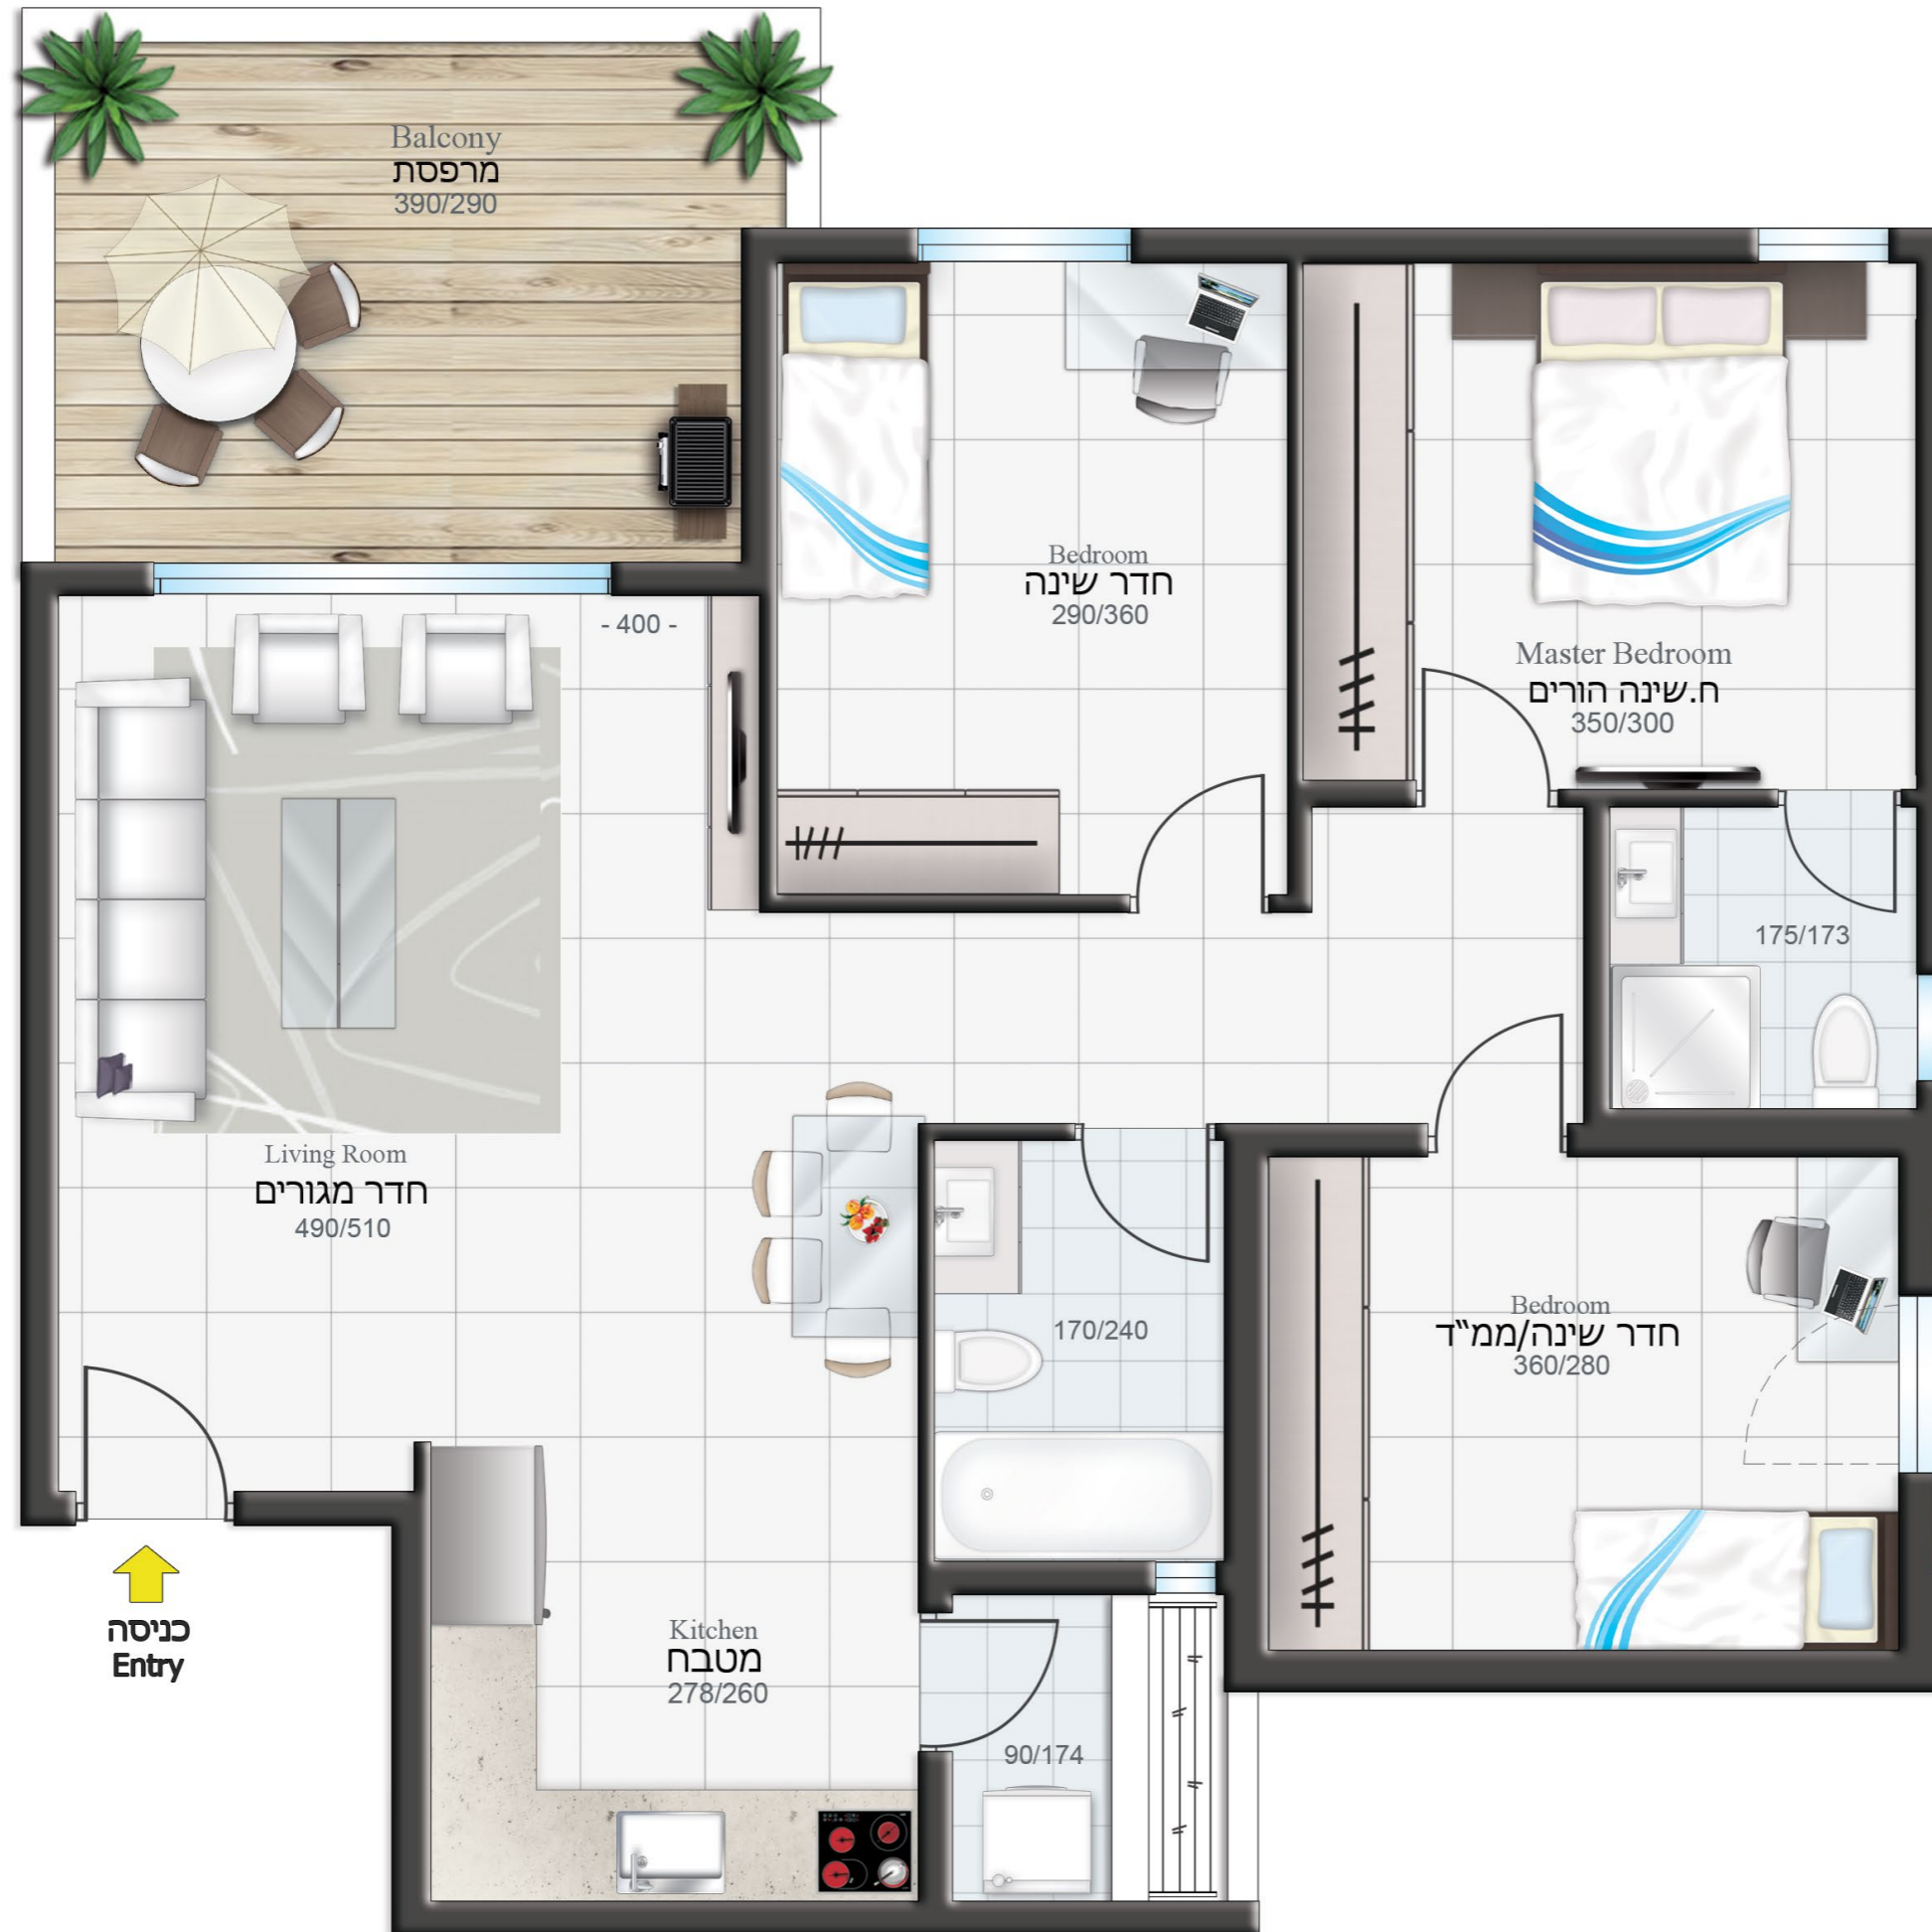 Balcony
מרפסת
390/290
- 400 -
Bedroom
חדר שינה
290/360
Master Bedroom
ח.שינה הורים
350/300
175/173
Living Room
חדר מגורים
490/510
170/240
Bedroom
חדר שינה/ממ״ד
360/280
כניסה
Entry
Kitchen
מטבח
278/260
90/174